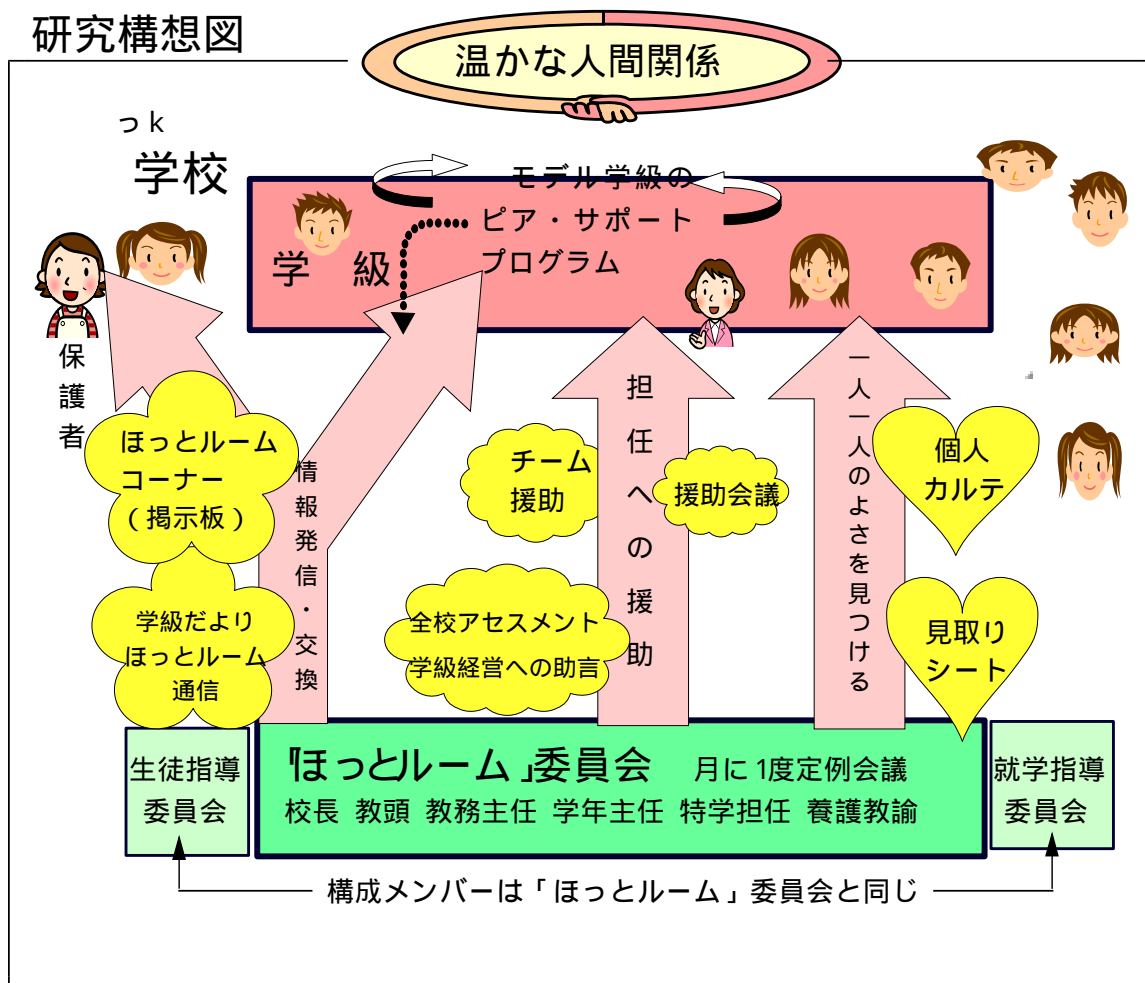 研究構想図
温かな人間関係
っk
学校
モデル学級の
ピア・サポート
プログラム
学 級
保護者
ほっとルーム
コーナー
（掲示板）
学級だより
ほっとルーム
通信
情報発信・交換
チーム
援助
担任への援助
援助会議
全校アセスメント
学級経営への助言
一人一人のよさを見つける
個人
カルテ
見取り
シート
生徒指導
委員会
「ほっとルーム」委員会 月に1度定例会議
校長 教頭 教務主任 学年主任 特学担任 養護教諭
就学指導
委員会
構成メンバーは「ほっとルーム」委員会と同じ